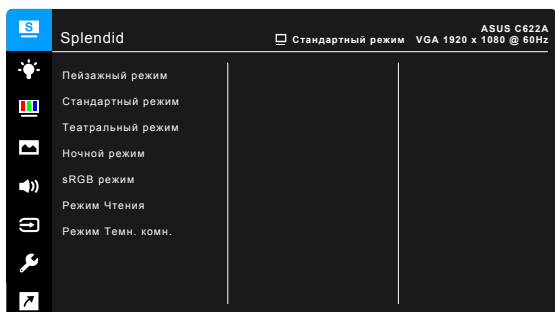 S
ASUS C622A
Splendid
Стандартный режим VGA 1920 x 1080 @ 60Hz
Пейзажный режим
Стандартный режим
Театральный режим
Ночной режим
sRGB режим
Режим Чтения
Режим Темн. комн.